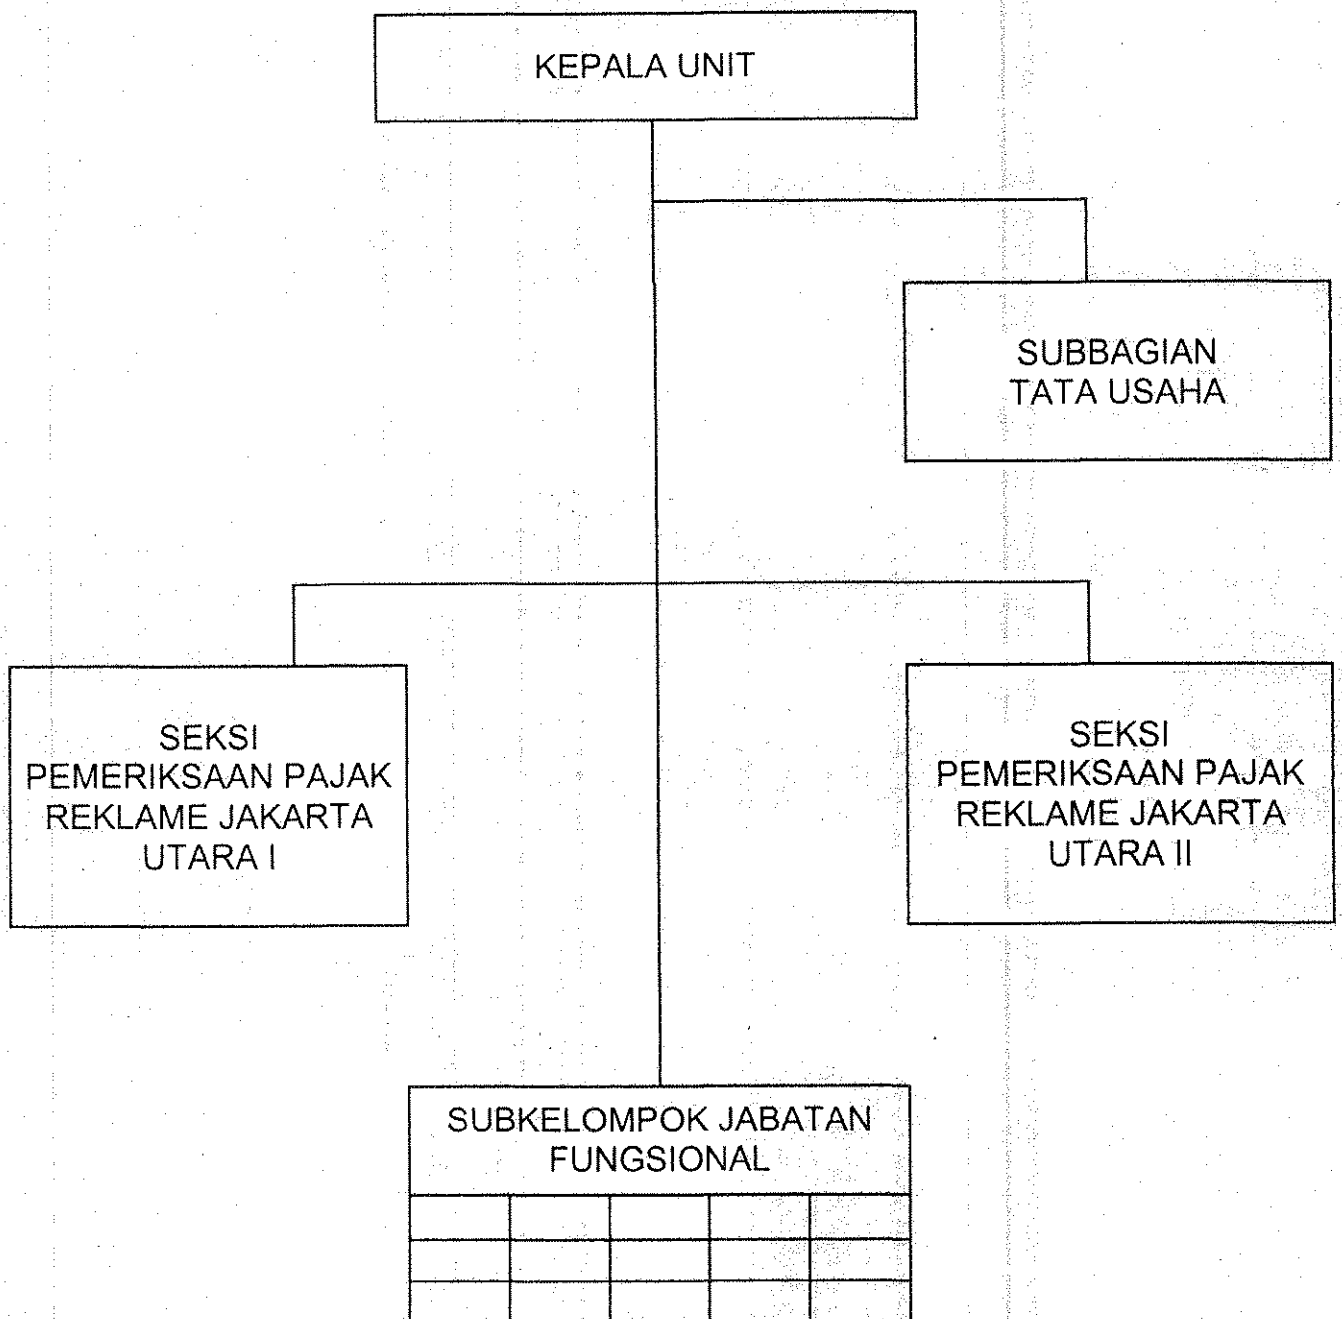 KEPALA UNIT
SUBBAGIAN
TATA USAHA
SEKSI
PEMERIKSAAN PAJAK
REKLAME JAKARTA
UTARA I
SEKSI
PEMERIKSAAN PAJAK
REKLAME JAKARTA
UTARA II
SUBKELOMPOK JABATAN
FUNGSIONAL